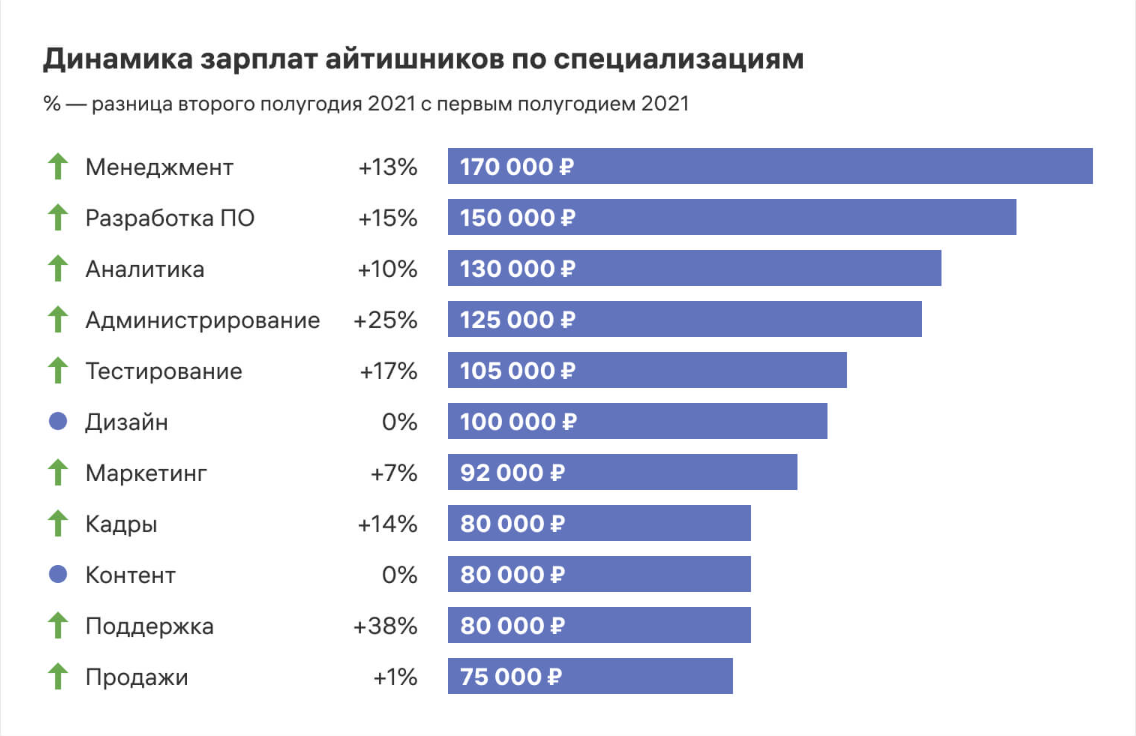 Динамика зарплат айтишников по специализациям
% — разница второго полугодия 2021 с первым полугодием 2021
Менеджмент +13% 170 000 ₽
Разработка ПО +15% 150 000 ₽
Аналитика +10% 130 000 ₽
Администрирование +25% 125 000 ₽
Тестирование +17% 105 000 ₽
Дизайн 0% 100 000 ₽
Маркетинг +7% 92 000 ₽
Кадры +14% 80 000 ₽
Контент 0% 80 000 ₽
Поддержка +38% 80 000 ₽
Продажи +1% 75 000 ₽